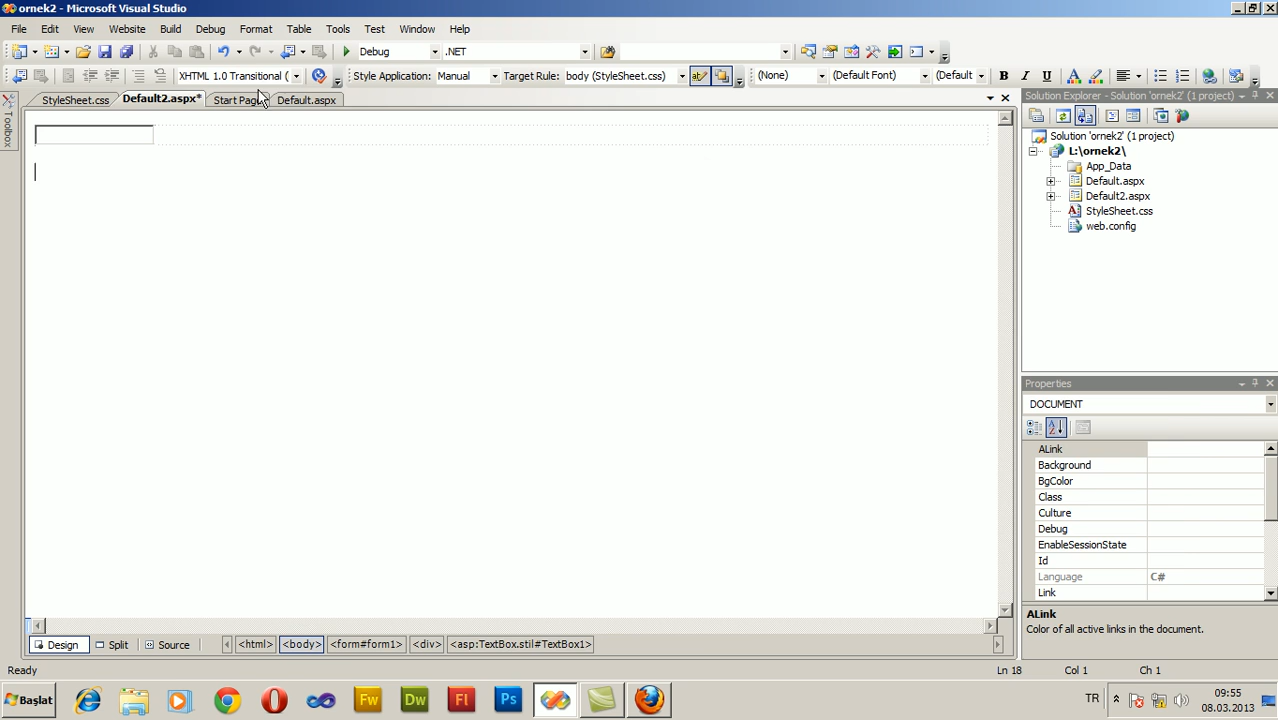 ornek2 - Microsoft Visual Studio
File Edit View Website Build Debug Format Table Tools Test Window Help
Debug .NET
XHTML 1.0 Transitional ( Style Application: Manual Target Rule: body (StyleSheet.css) (None) (Default Font) (Default B I U
Toolbox
StyleSheet.css Default2.aspx* Start Pag Default.aspx
Solution Explorer - Solution 'ornek2' (1 project)
Solution 'ornek2' (1 project)
L:\ornek2\
App_Data
Default.aspx
Default2.aspx
StyleSheet.css
web.config
Properties
DOCUMENT
ALink
Background
BgColor
Class
Culture
Debug
EnableSessionState
Id
Language C#
Link
ALink
Color of all active links in the document.
Design Split Source <html> <body> <form#form1> <div> <asp:TextBox.stil#TextBox1>
Ready Ln 18 Col 1 Ch 1
Başlat Fw Dw Fl Ps TR 09:55
08.03.2013